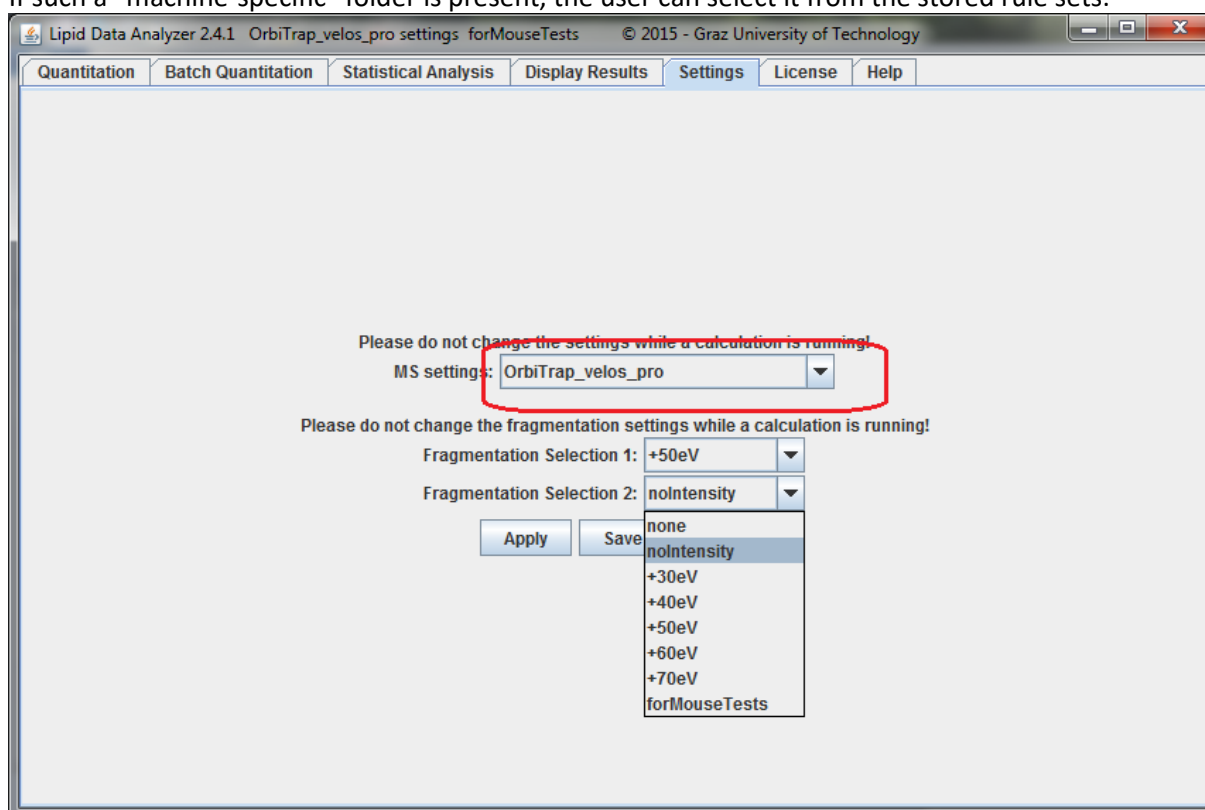 If such a "machine-specific" folder is present, the user can select it from the stored rule sets.
Lipid Data Analyzer 2.4.1 OrbiTrap_velos_pro settings forMouseTests © 2015 - Graz University of Technology
Quantitation Batch Quantitation Statistical Analysis Display Results Settings License Help
Please do not change the settings while a calculation is running!
MS settings: OrbiTrap_velos_pro
Please do not change the fragmentation settings while a calculation is running!
Fragmentation Selection 1: +50eV
Fragmentation Selection 2: noIntensity
none
Apply Save
noIntensity
+30eV
+40eV
+50eV
+60eV
+70eV
forMouseTests